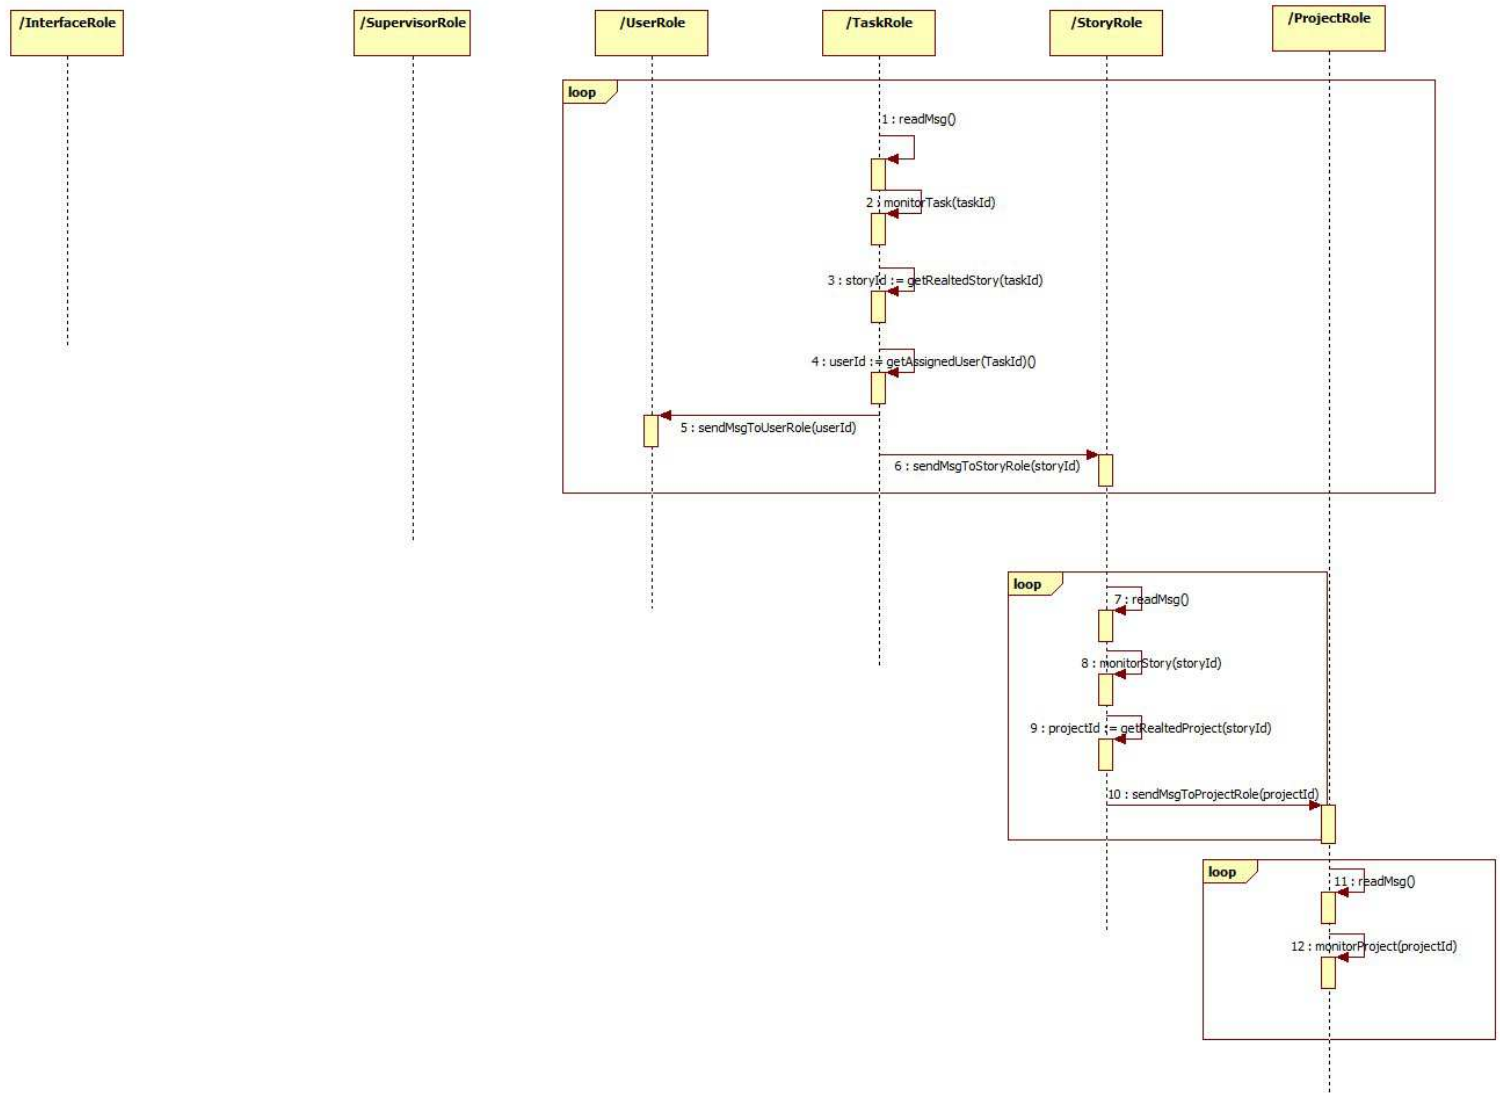 /InterfaceRole
/SupervisorRole
/UserRole
/TaskRole
/StoryRole
/ProjectRole
loop
1 : readMsg()
2 : monitorTask(taskId)
3 : storyId := getRealtedStory(taskId)
4 : userId := getAssignedUser(TaskId)()
5 : sendMsgToUserRole(userId)
6 : sendMsgToStoryRole(storyId)
loop
7 : readMsg()
8 : monitorStory(storyId)
9 : projectId := getRealtedProject(storyId)
10 : sendMsgToProjectRole(projectId)
loop
11 : readMsg()
12 : monitorProject(projectId)